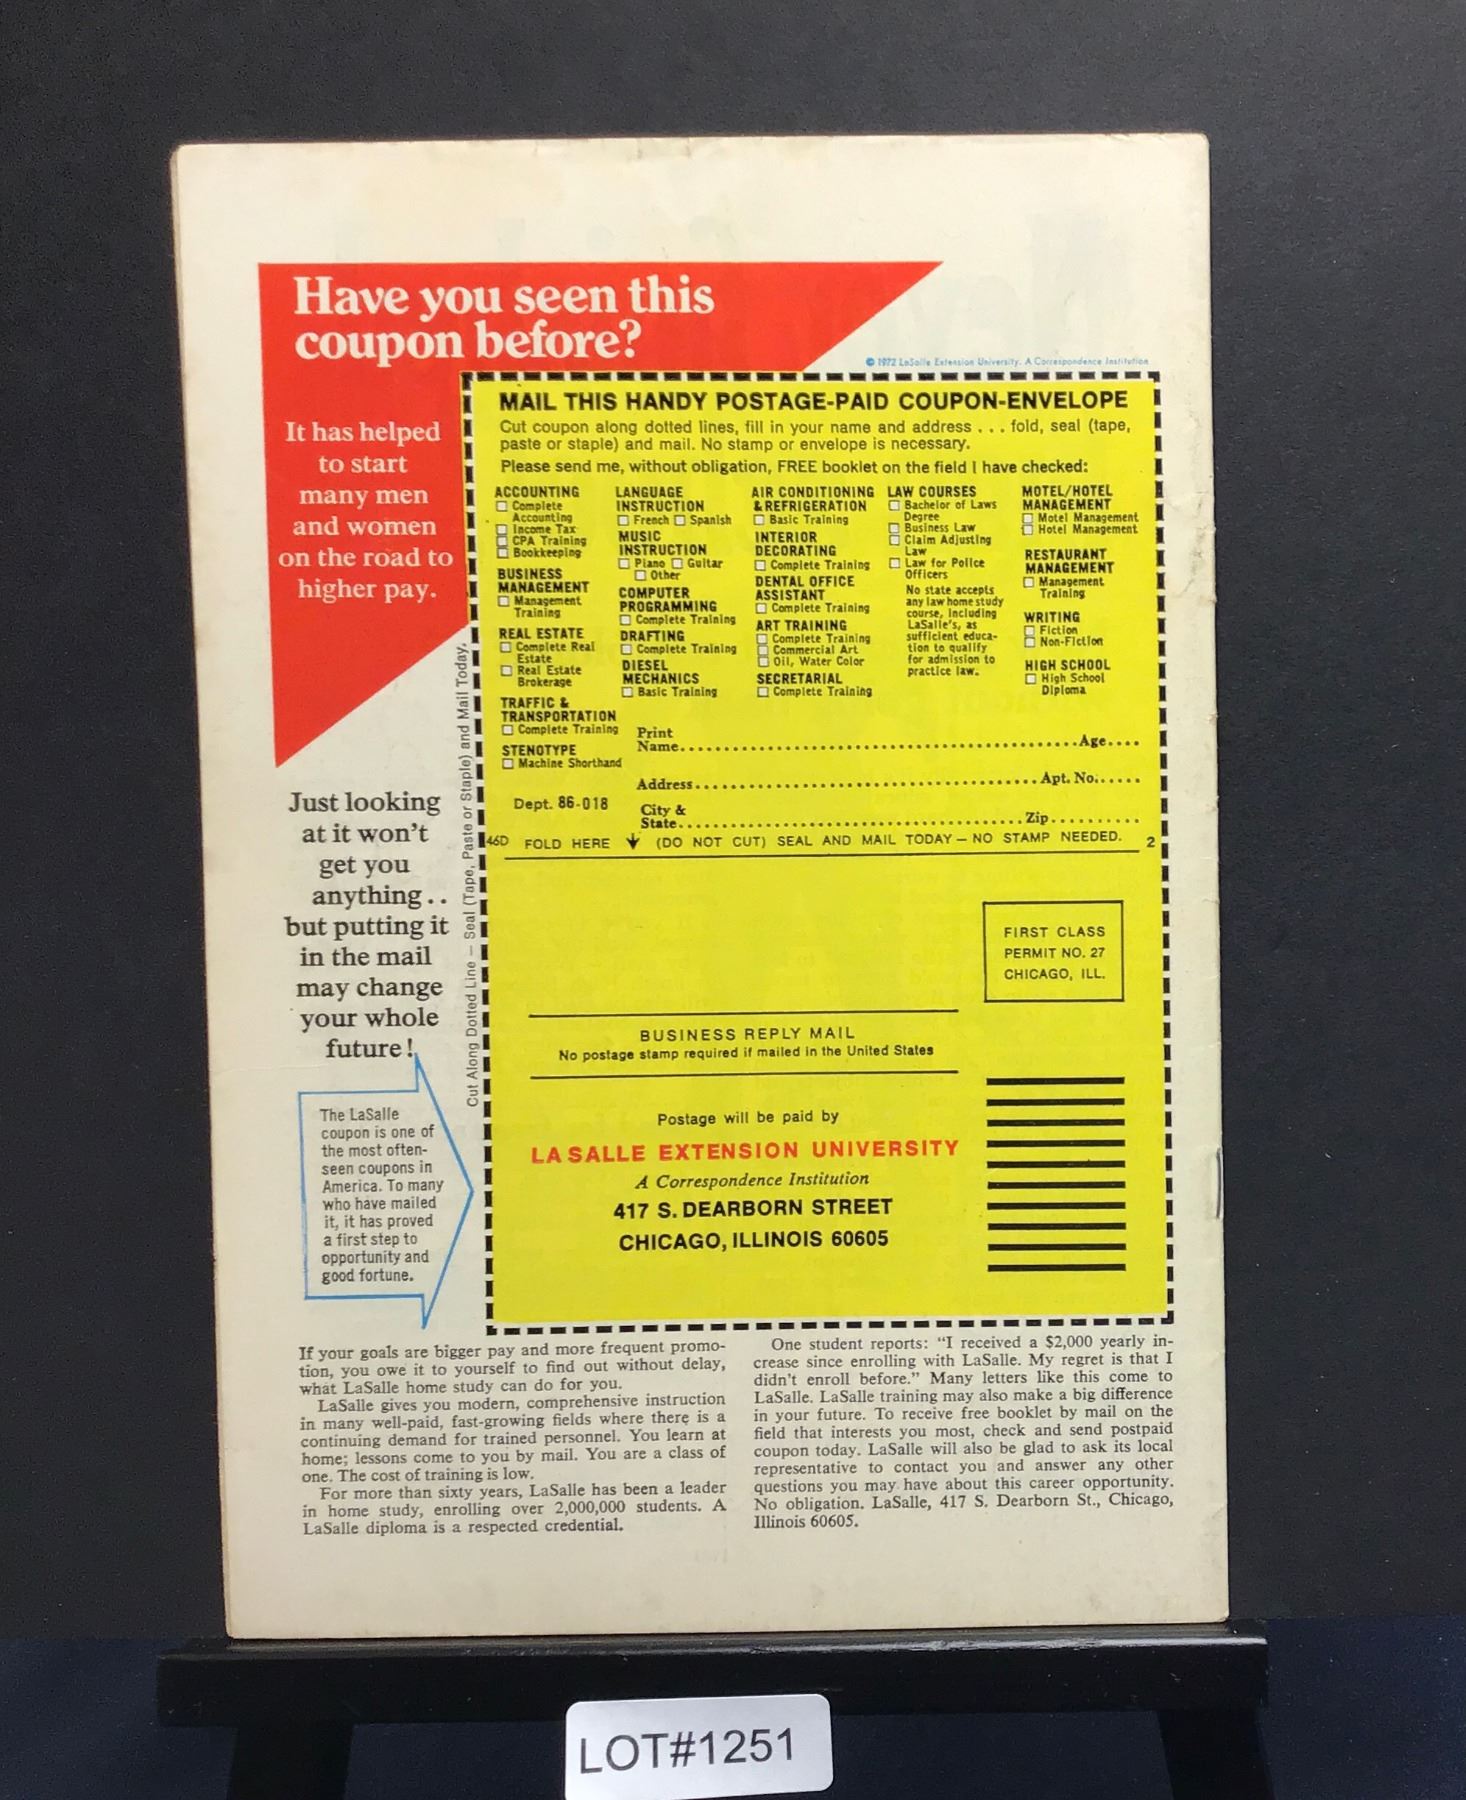 Have you seen this
coupon before?
© 1972 LaSalle Extension University. A Correspondence Institution
It has helped
to start
many men
and women
on the road to
higher pay.
Just looking
at it won't
get you
anything . .
but putting it
in the mail
may change
your whole
future!
The LaSalle
coupon is one of
the most often-
seen coupons in
America. To many
who have mailed
it, it has proved
a first step to
opportunity and
good fortune.
Cut Along Dotted Line — Seal (Tape, Paste or Staple) and Mail Today.
MAIL THIS HANDY POSTAGE-PAID COUPON-ENVELOPE
Cut coupon along dotted lines, fill in your name and address . . . fold, seal (tape,
paste or staple) and mail. No stamp or envelope is necessary.
Please send me, without obligation, FREE booklet on the field I have checked:
ACCOUNTING
Complete
Accounting
Income Tax
CPA Training
Bookkeeping
BUSINESS
MANAGEMENT
Management
Training
REAL ESTATE
Complete Real
Estate
Real Estate
Brokerage
TRAFFIC &
TRANSPORTATION
Complete Training
STENOTYPE
Machine Shorthand
LANGUAGE
INSTRUCTION
French Spanish
MUSIC
INSTRUCTION
Piano Guitar
Other
COMPUTER
PROGRAMMING
Complete Training
DRAFTING
Complete Training
DIESEL
MECHANICS
Basic Training
AIR CONDITIONING
& REFRIGERATION
Basic Training
INTERIOR
DECORATING
Complete Training
DENTAL OFFICE
ASSISTANT
Complete Training
ART TRAINING
Complete Training
Commercial Art
Oil, Water Color
SECRETARIAL
Complete Training
LAW COURSES
Bachelor of Laws
Degree
Business Law
Claim Adjusting
Law
Law for Police
Officers
No state accepts
any law home study
course, including
LaSalle's, as
sufficient educa-
tion to qualify
for admission to
practice law.
MOTEL/HOTEL
MANAGEMENT
Motel Management
Hotel Management
RESTAURANT
MANAGEMENT
Management
Training
WRITING
Fiction
Non-Fiction
HIGH SCHOOL
High School
Diploma
Print
Name Age
Address Apt. No.
Dept. 86-018
City &
State Zip
46D FOLD HERE (DO NOT CUT) SEAL AND MAIL TODAY — NO STAMP NEEDED. 2
FIRST CLASS
PERMIT NO. 27
CHICAGO, ILL.
BUSINESS REPLY MAIL
No postage stamp required if mailed in the United States
Postage will be paid by
LA SALLE EXTENSION UNIVERSITY
A Correspondence Institution
417 S. DEARBORN STREET
CHICAGO, ILLINOIS 60605
If your goals are bigger pay and more frequent promo-
tion, you owe it to yourself to find out without delay,
what LaSalle home study can do for you.
LaSalle gives you modern, comprehensive instruction
in many well-paid, fast-growing fields where there is a
continuing demand for trained personnel. You learn at
home; lessons come to you by mail. You are a class of
one. The cost of training is low.
For more than sixty years, LaSalle has been a leader
in home study, enrolling over 2,000,000 students. A
LaSalle diploma is a respected credential.
One student reports: "I received a $2,000 yearly in-
crease since enrolling with LaSalle. My regret is that I
didn't enroll before." Many letters like this come to
LaSalle. LaSalle training may also make a big difference
in your future. To receive free booklet by mail on the
field that interests you most, check and send postpaid
coupon today. LaSalle will also be glad to ask its local
representative to contact you and answer any other
questions you may have about this career opportunity.
No obligation. LaSalle, 417 S. Dearborn St., Chicago,
Illinois 60605.
LOT#1251